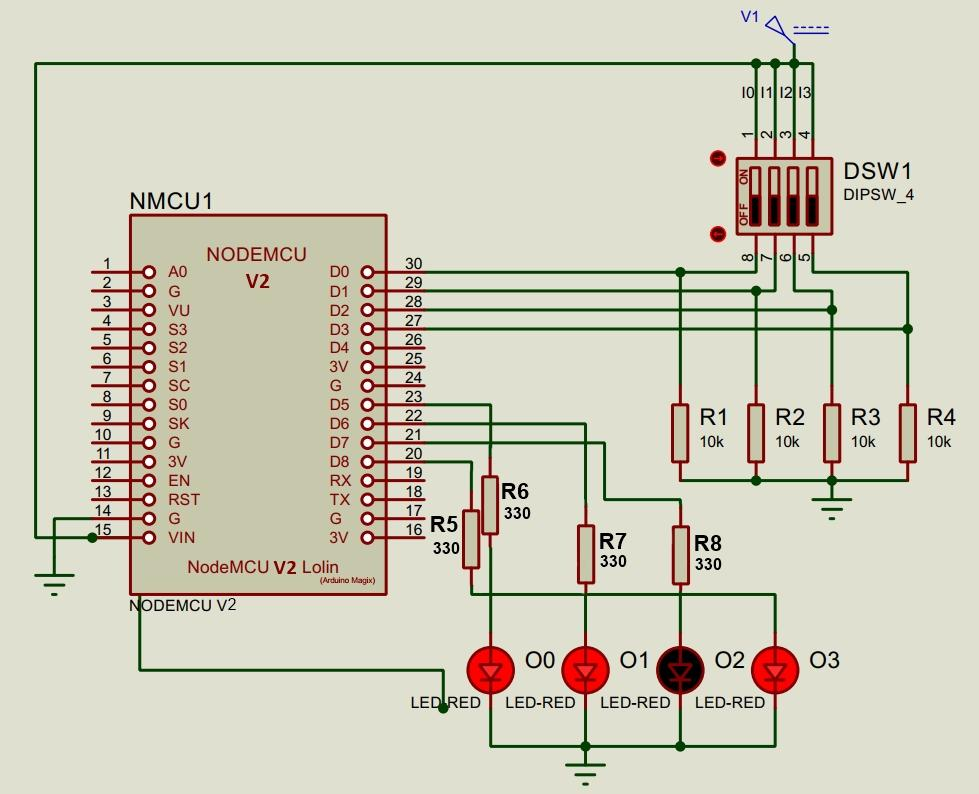 V1
I0 I1 I2 I3
1 2 3 4
ON
OFF
DSW1
DIPSW_4
8 7 6 5
NMCU1
NODEMCU
V2
1 A0 D0 30
2 G D1 29
3 VU D2 28
4 S3 D3 27
5 S2 D4 26
6 S1 3V 25
7 SC G 24
8 S0 D5 23
9 SK D6 22
10 G D7 21
11 3V D8 20
12 EN RX 19
13 RST TX 18
14 G G 17
15 VIN 3V 16
NodeMCU V2 Lolin
(Arduino Magix)
NODEMCU V2
R1
10k
R2
10k
R3
10k
R4
10k
R5
330
R6
330
R7
330
R8
330
O0
LED-RED
O1
LED-RED
O2
LED-RED
O3
LED-RED